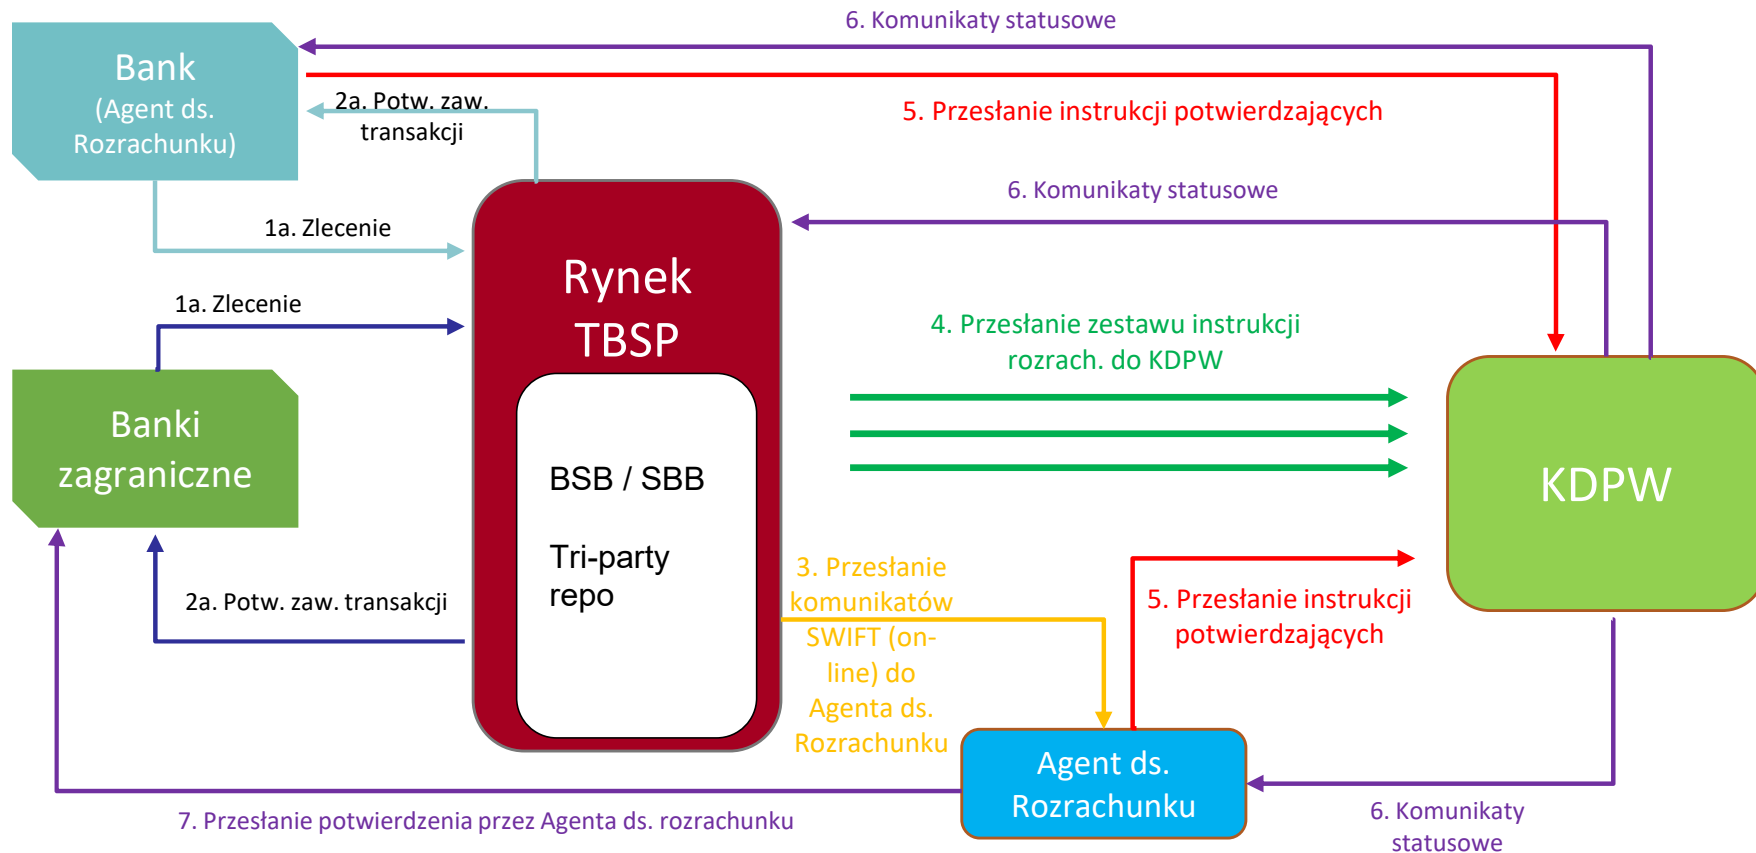 6. Komunikaty statusowe
Bank
(Agent ds.
Rozrachunku)
2a. Potw. zaw.
transakcji
5. Przesłanie instrukcji potwierdzających
6. Komunikaty statusowe
1a. Zlecenie
Rynek
TBSP
1a. Zlecenie
4. Przesłanie zestawu instrukcji
rozrach. do KDPW
Banki
zagraniczne
BSB / SBB
Tri-party
repo
KDPW
2a. Potw. zaw. transakcji
3. Przesłanie
komunikatów
SWIFT (on-
line) do
Agenta ds.
Rozrachunku
5. Przesłanie instrukcji
potwierdzających
Agent ds.
Rozrachunku
7. Przesłanie potwierdzenia przez Agenta ds. rozrachunku
6. Komunikaty
statusowe